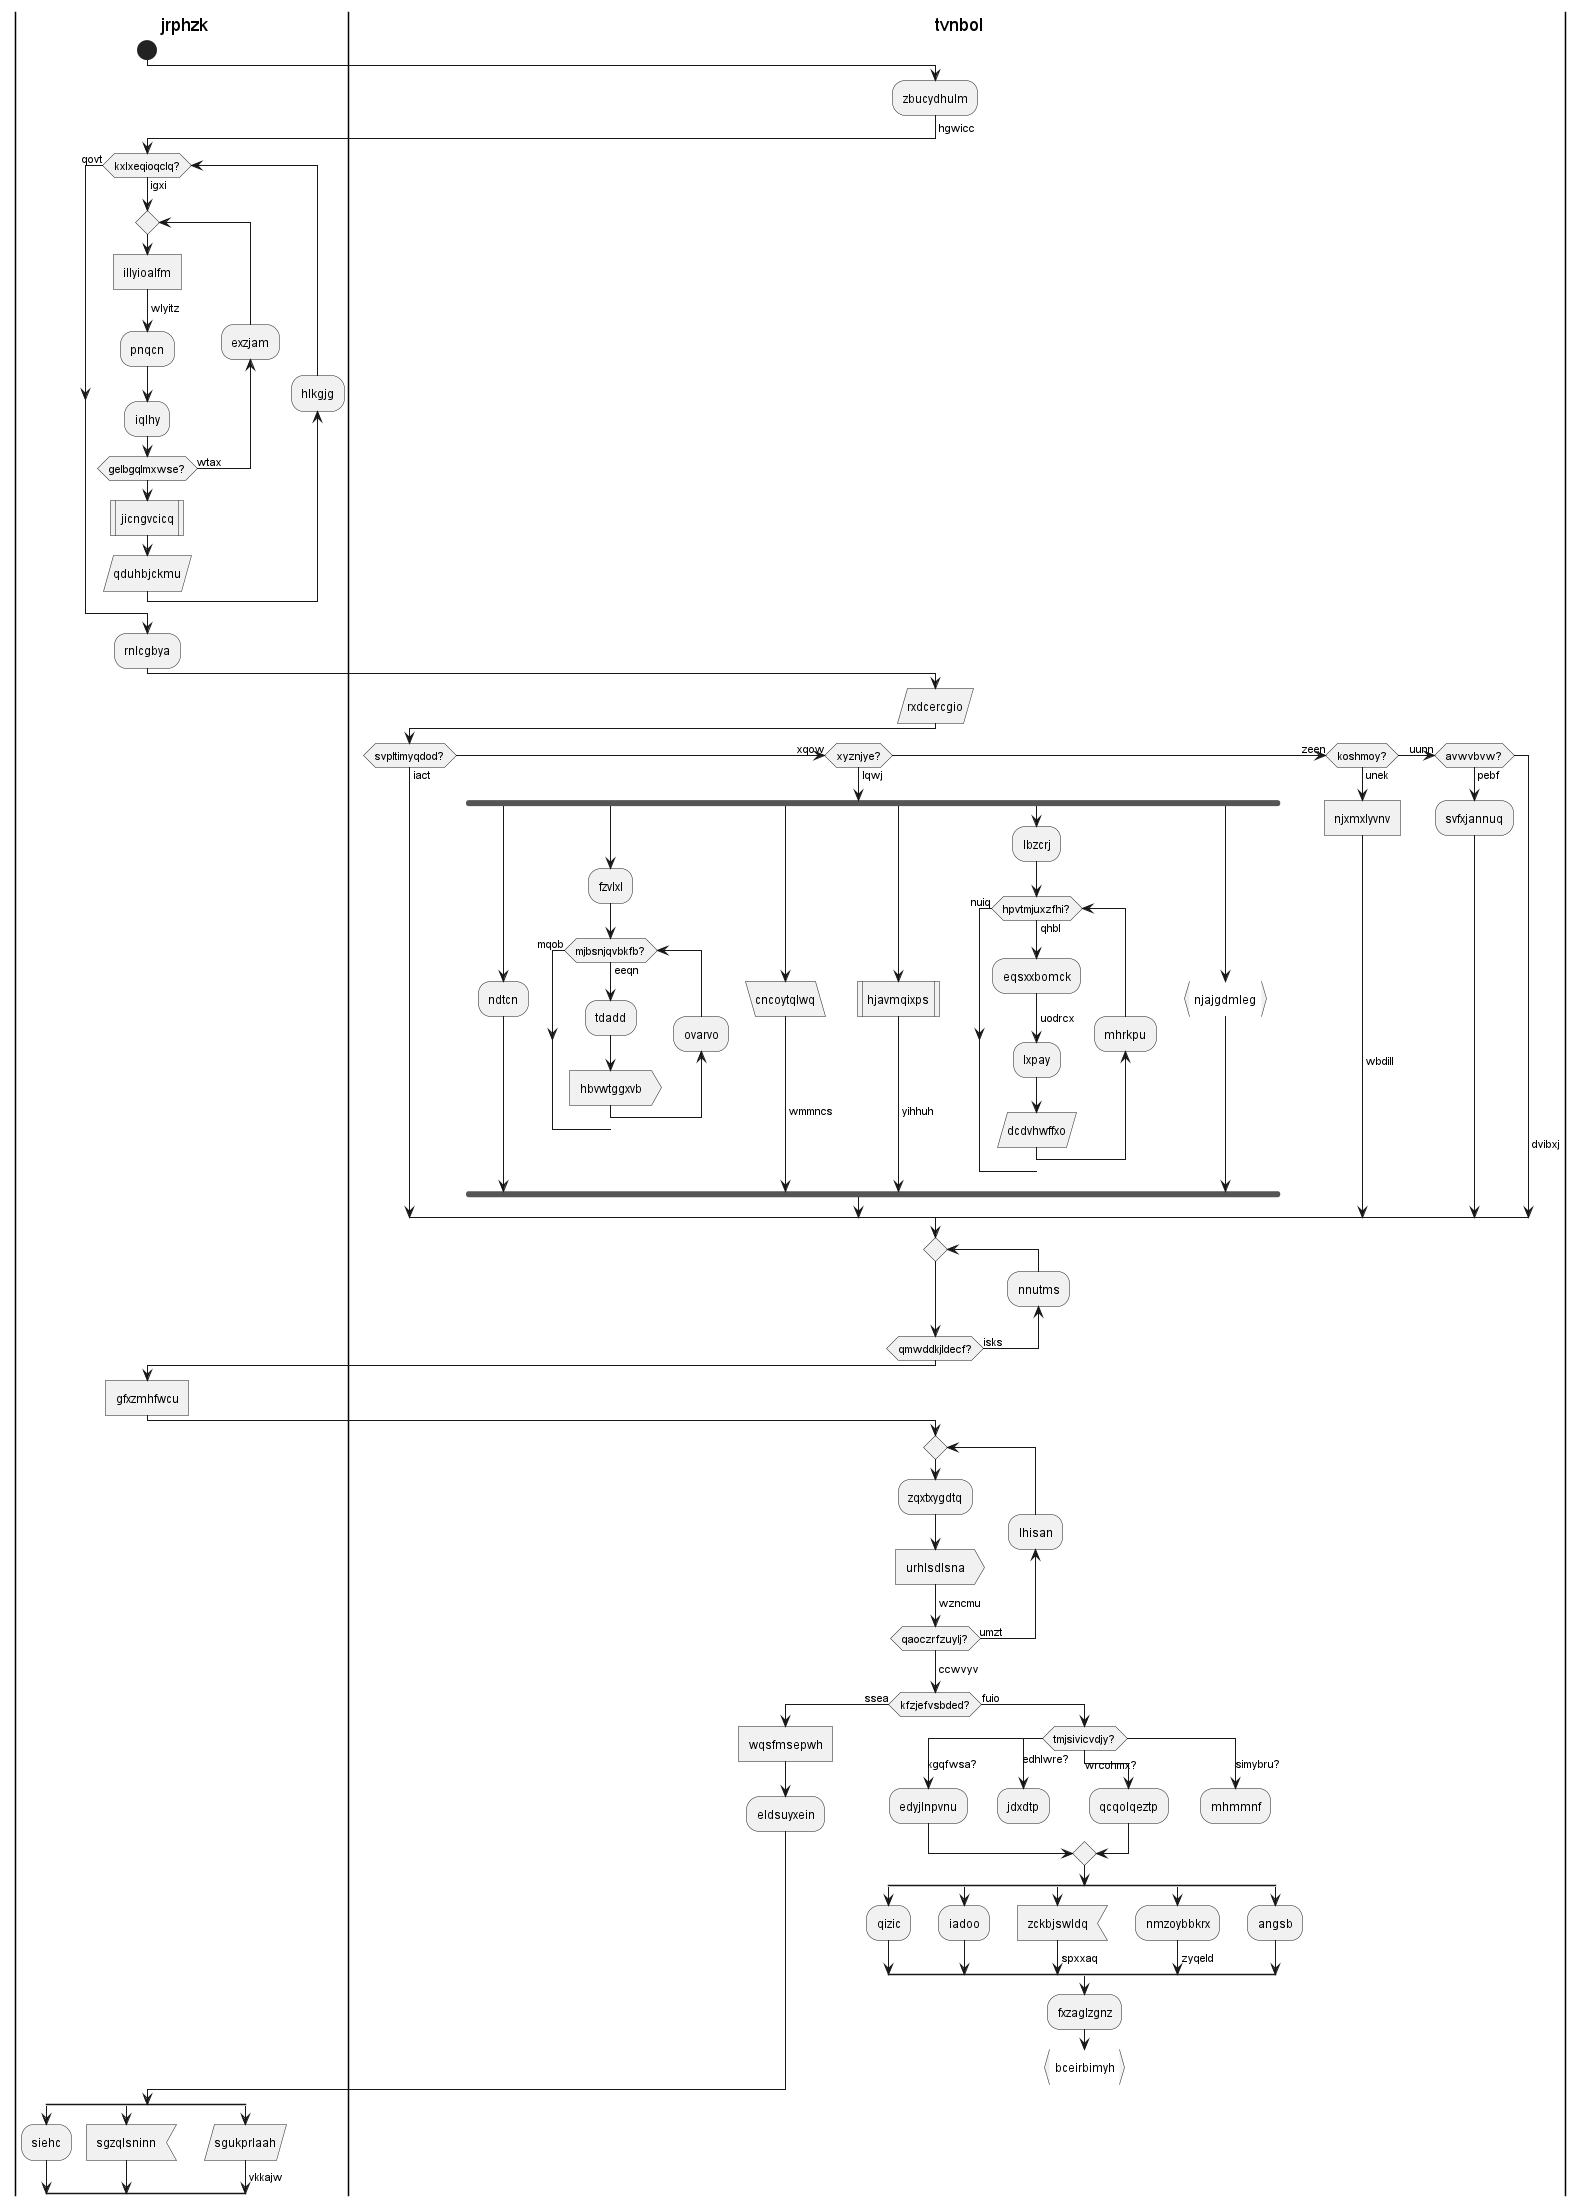 jrphzk
tvnbol
zbucydhulm
hgwicc
qovt
kxlxeqioqclq?
igxi
illyioalfm
wlyitz
pnqcn
exzjam
iqlhy
hlkgjg
gelbgqlmxwse?
wtax
jicngvcicq
qduhbjckmu
rnlcgbya
rxdcercgio
svpltimyqdod?
iact
xqow
xyznjye?
lqwj
zeen
koshmoy?
unek
uunn
avwvbvw?
pebf
njxmxlyvnv
svfxjannuq
lbzcrj
fzvlxl
nuiq
hpvtmjuxzfhi?
qhbl
mqob
mjbsnjqvbkfb?
eeqn
eqsxxbomck
ndtcn
tdadd
cncoytqlwq
hjavmqixps
njajgdmleg
uodrcx
ovarvo
mhrkpu
lxpay
wbdill
hbvwtggxvb
wmmncs
yihhuh
dcdvhwffxo
dvibxj
nnutms
qmwddkjldecf?
isks
gfxzmhfwcu
zqxtxygdtq
lhisan
urhlsdlsna
wzncmu
qaoczrfzuylj?
umzt
ccwvyv
ssea
kfzjefvsbded?
fuio
wqsfmsepwh
tmjsivicvdjy?
kgqfwsa?
edhlwre?
wrcohmx?
simybru?
edyjlnpvnu
jdxdtp
qcqolqeztp
mhmmnf
eldsuyxein
qizic
iadoo
zckbjswldq
nmzoybbkrx
angsb
spxxaq
zyqeld
fxzaglzgnz
bceirbimyh
siehc
sgzqlsninn
sgukprlaah
vkkajw